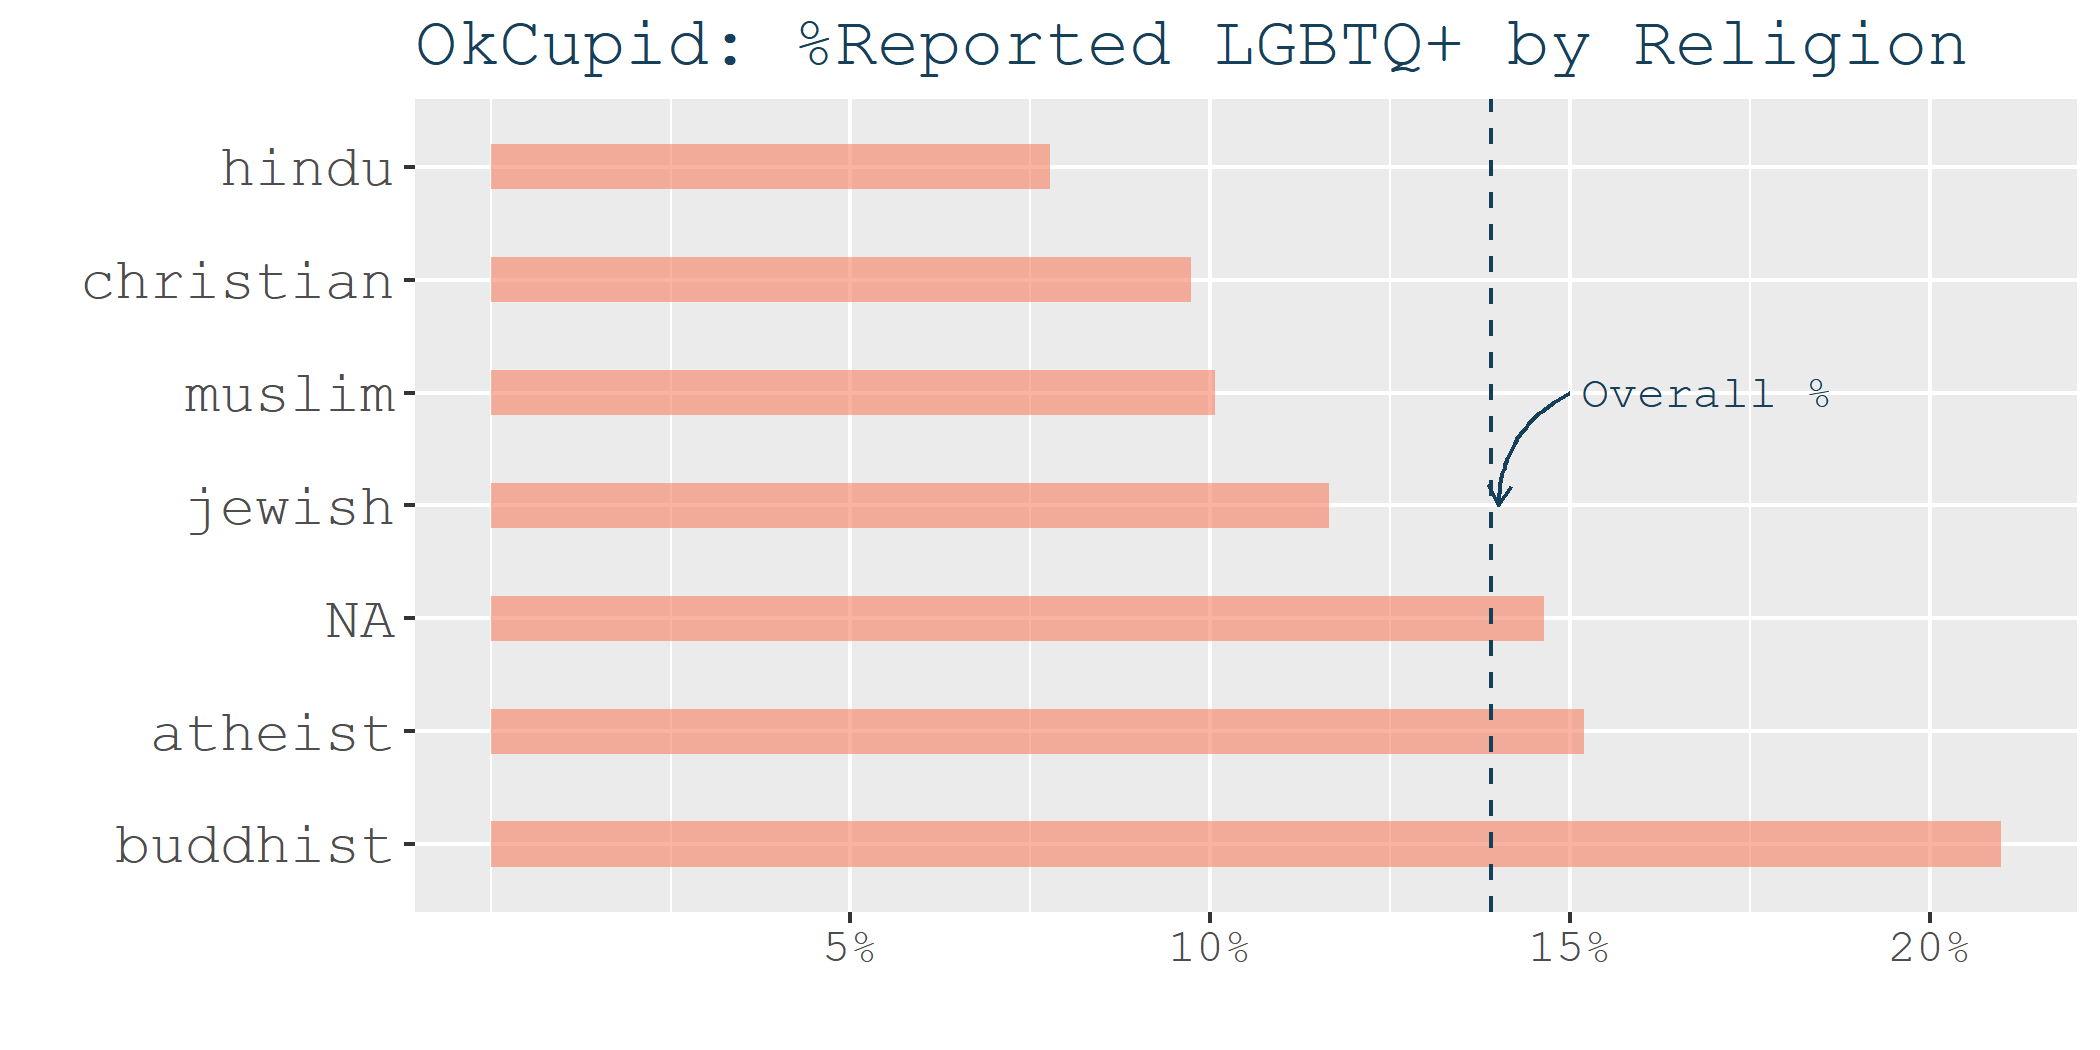 OkCupid: %Reported LGBTQ+ by Religion
hindu
christian
muslim
Overall %
jewish
NA
atheist
buddhist
5% 10% 15% 20%